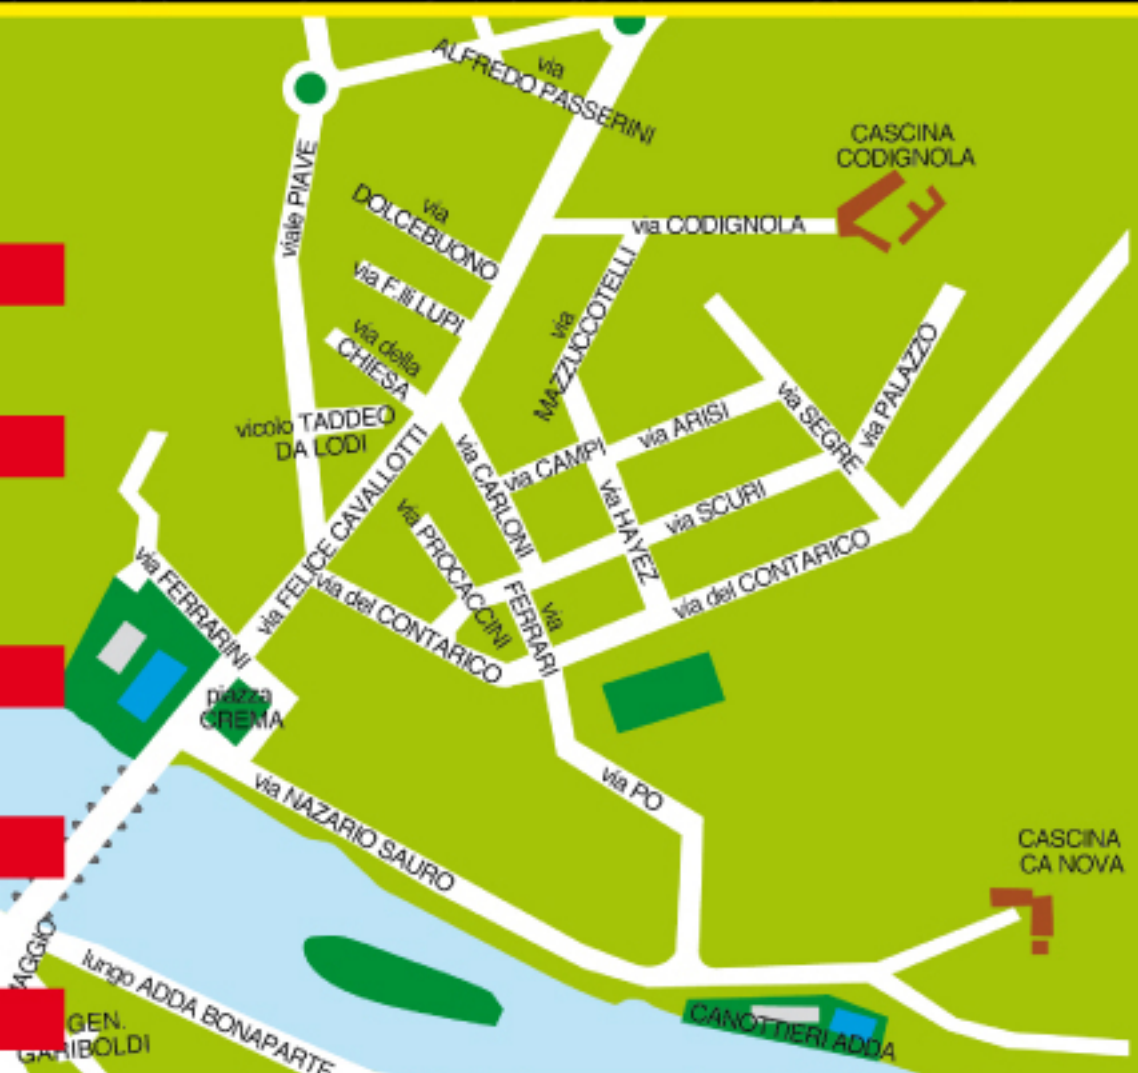 via
ALFREDO PASSERINI
CASCINA
CODIGNOLA
viale PIAVE
via
DOLCEBUONO
via CODIGNOLA
via F.lli LUPI
via
MAZZUCCOTELLI
via della
CHIESA
via PALAZZO
via SEGRE
via ARISI
vicolo TADDEO
DA LODI
via CAMPI
via CARLONI
via FELICE CAVALLOTTI
via HAYEZ
via SCURI
via PROCACCINI
via FERRARINI
via del CONTARICO
via del CONTARICO
via
FERRARI
piazza
CREMA
via PO
via NAZARIO SAURO
CASCINA
CA NOVA
AGGIO
lungo ADDA BONAPARTE
GEN.
GARIBOLDI
CANOTTIERI ADDA